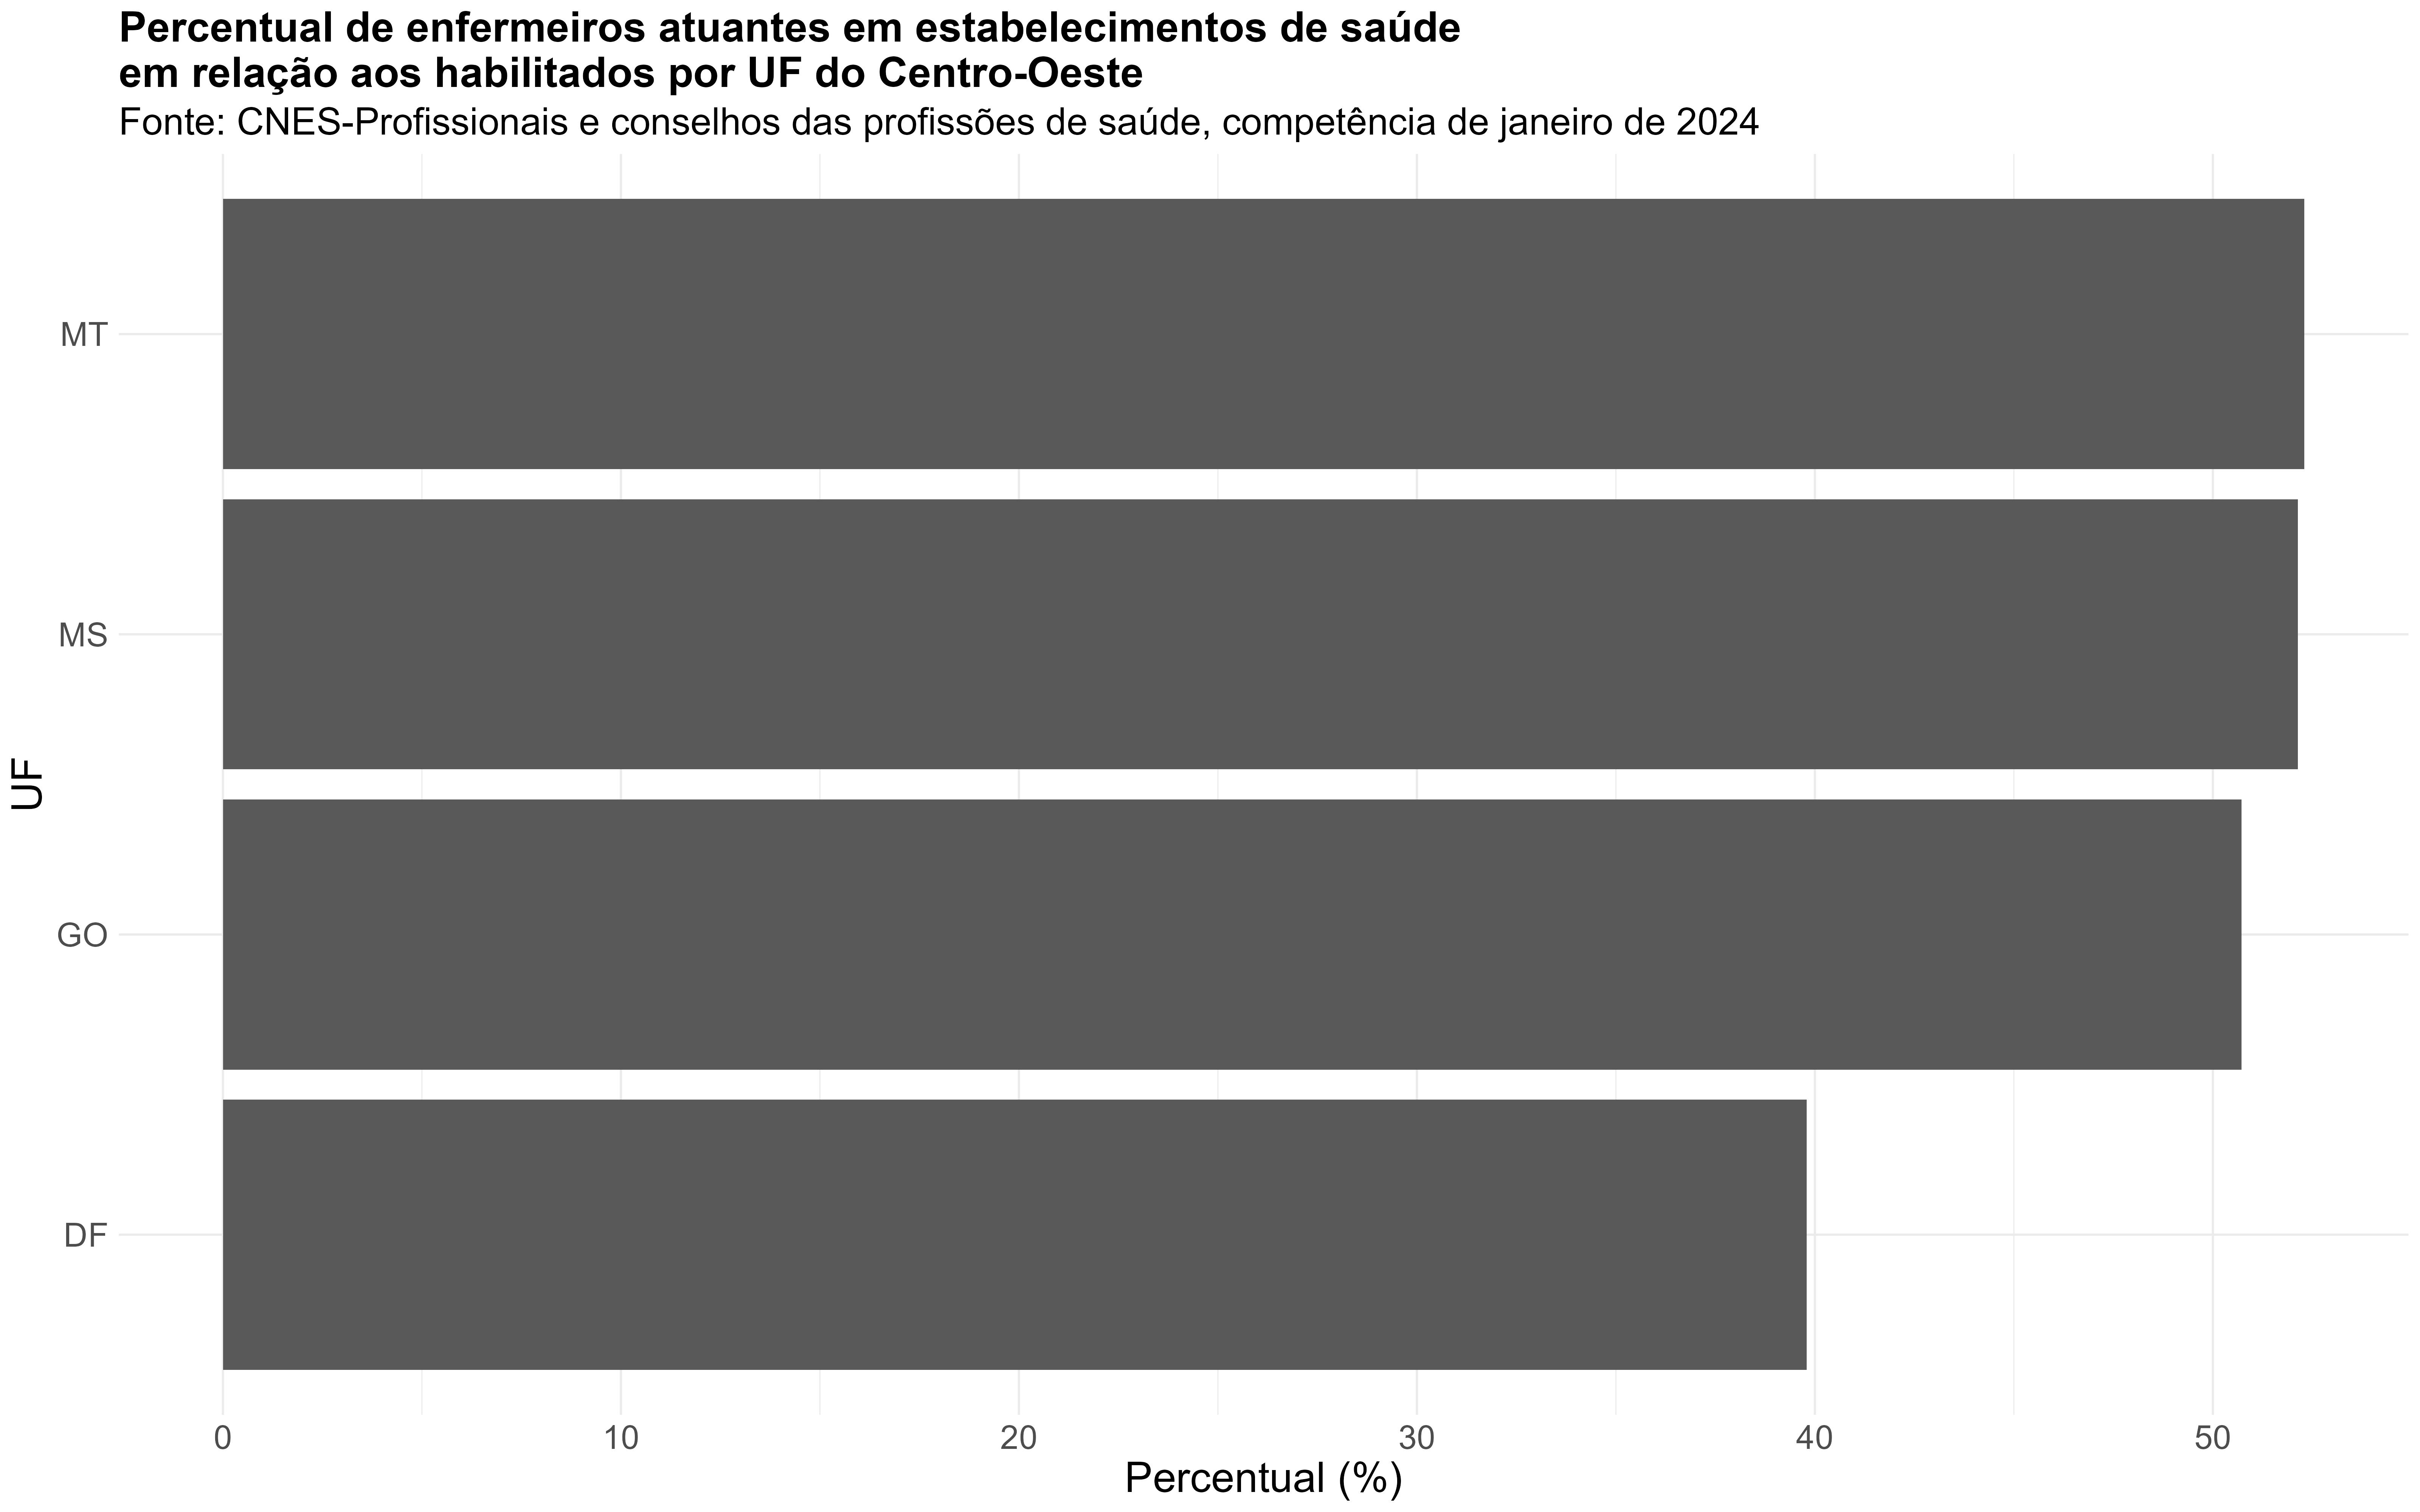 Percentual de enfermeiros atuantes em estabelecimentos de saúde
em relação aos habilitados por UF do Centro-Oeste
Fonte: CNES-Profissionais e conselhos das profissões de saúde, competência de janeiro de 2024
MT
MS
GO
DF
UF
0 10 20 30 40 50
Percentual (%)